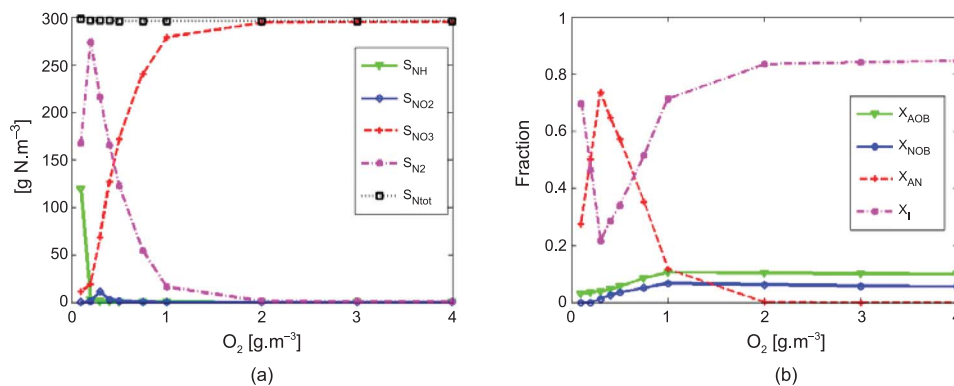 300
250
200
150
100
50
0
[g N.m⁻³]
S_NH
S_NO2
S_NO3
S_N2
S_Ntot
0 1 2 3 4
O₂ [g.m⁻³]
(a)
1
0.8
0.6
0.4
0.2
0
Fraction
X_AOB
X_NOB
X_AN
X_I
0 1 2 3 4
O₂ [g.m⁻³]
(b)